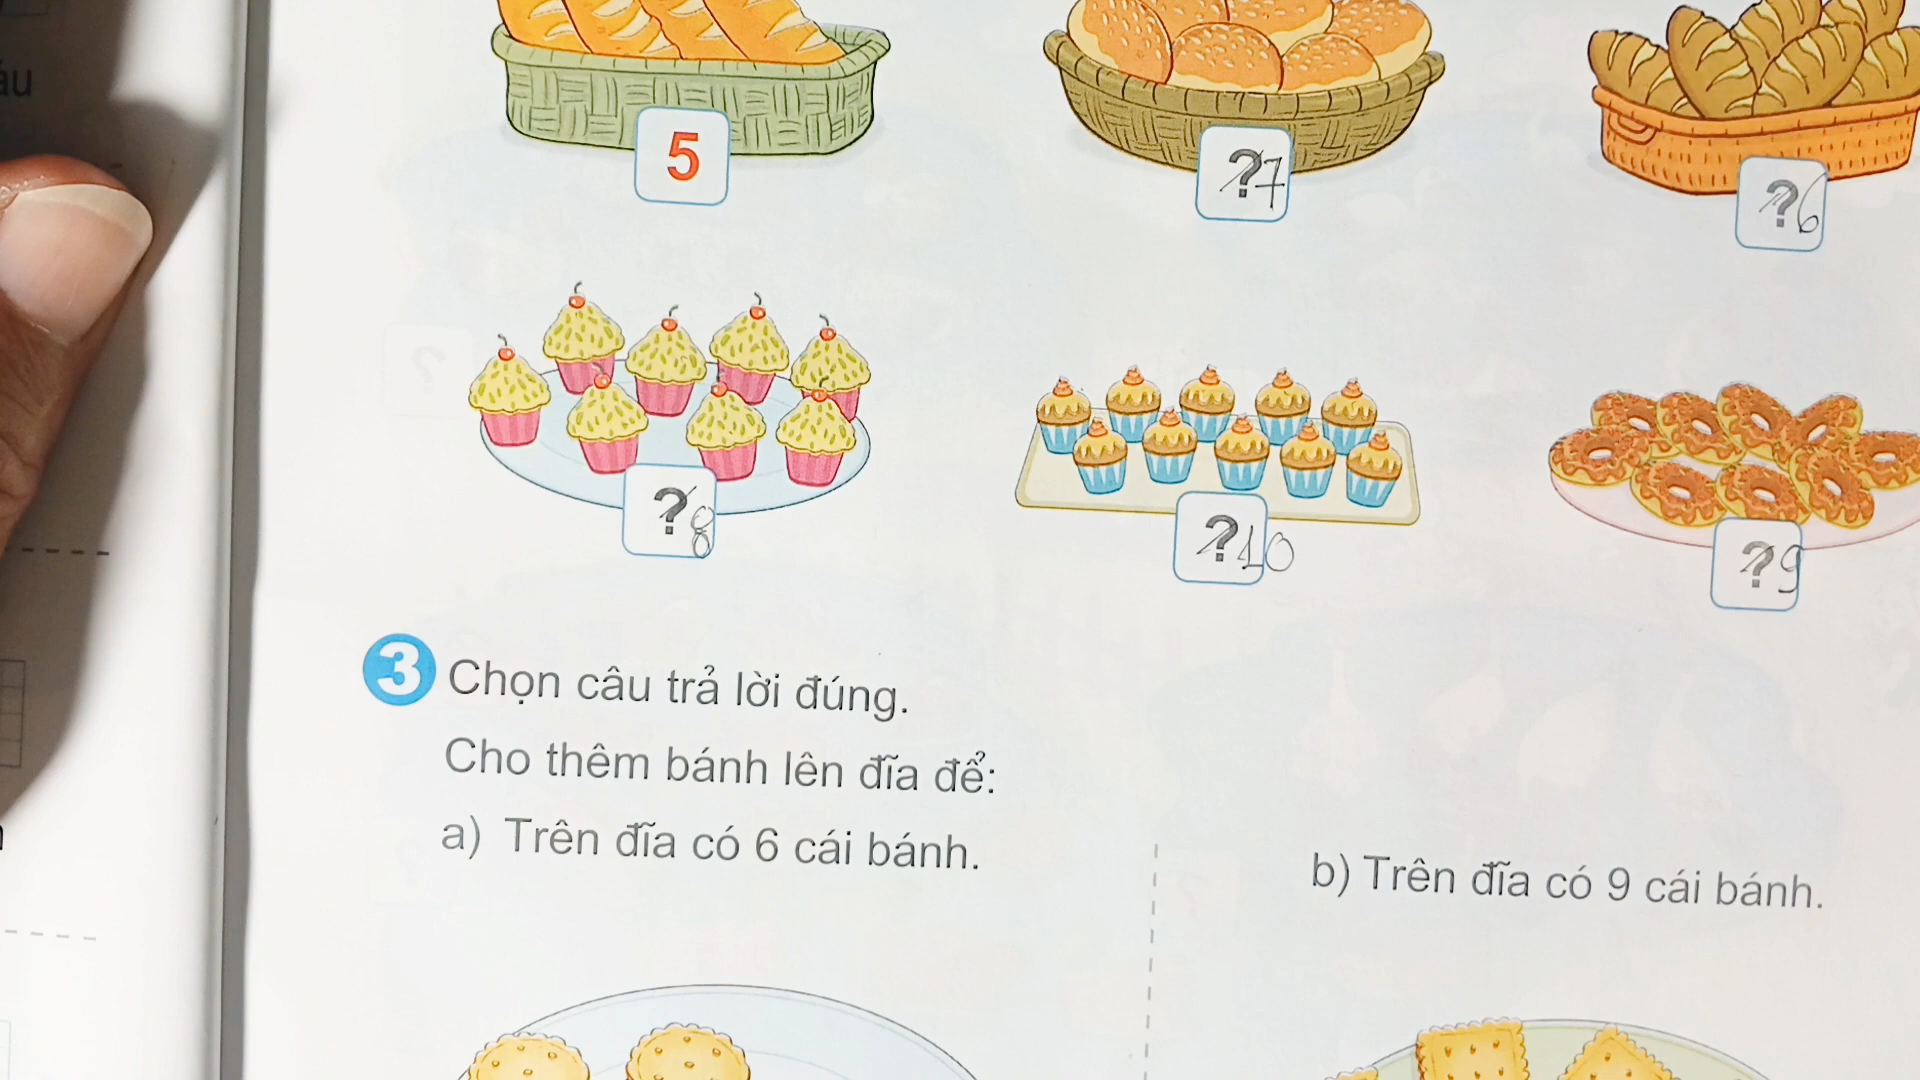 5
?7
?6
?8
?10
?9
3 Chọn câu trả lời đúng.
Cho thêm bánh lên đĩa để:
a) Trên đĩa có 6 cái bánh.
b) Trên đĩa có 9 cái bánh.